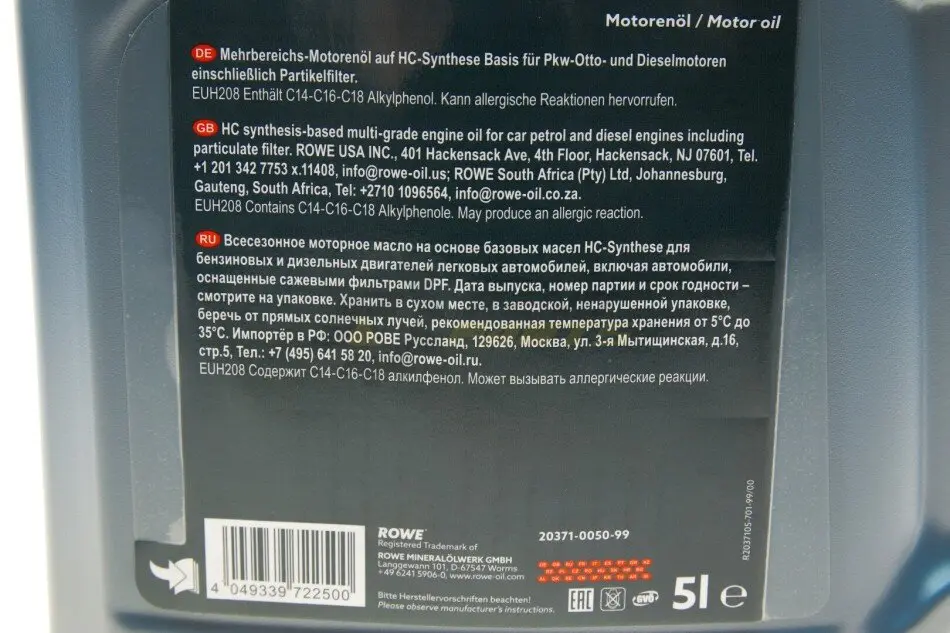 Motorenöl / Motor oil
DE Mehrbereichs-Motorenöl auf HC-Synthese Basis für Pkw-Otto- und Dieselmotoren
einschließlich Partikelfilter.
EUH208 Enthält C14-C16-C18 Alkylphenol. Kann allergische Reaktionen hervorrufen.
GB HC synthesis-based multi-grade engine oil for car petrol and diesel engines including
particulate filter. ROWE USA INC., 401 Hackensack Ave, 4th Floor, Hackensack, NJ 07601, Tel.
+1 201 342 7753 x.11408, info@rowe-oil.us; ROWE South Africa (Pty) Ltd, Johannesburg,
Gauteng, South Africa, Tel: +2710 1096564, info@rowe-oil.co.za.
EUH208 Contains C14-C16-C18 Alkylphenole. May produce an allergic reaction.
RU Всесезонное моторное масло на основе базовых масел HC-Synthese для
бензиновых и дизельных двигателей легковых автомобилей, включая автомобили,
оснащенные сажевыми фильтрами DPF. Дата выпуска, номер партии и срок годности –
смотрите на упаковке. Хранить в сухом месте, в заводской, ненарушенной упаковке,
беречь от прямых солнечных лучей, рекомендованная температура хранения от 5°C до
35°C. Импортёр в РФ: ООО РОВЕ Руссланд, 129626, Москва, ул. 3-я Мытищинская, д.16,
стр.5, Тел.: +7 (495) 641 58 20, info@rowe-oil.ru.
EUH208 Содержит C14-C16-C18 алкилфенол. Может вызывать аллергические реакции.
R2037105-701-99/00
4 049339 722500
ROWE
Registered Trademark of
ROWE MINERALÖLWERK GMBH
Langgewann 101, D-67547 Worms
+49 6241 5906-0, www.rowe-oil.com
Bitte Herstellervorschriften beachten!
Please observe manufacturer's instructions.
20371-0050-99
EAC
GVÖ
5l e